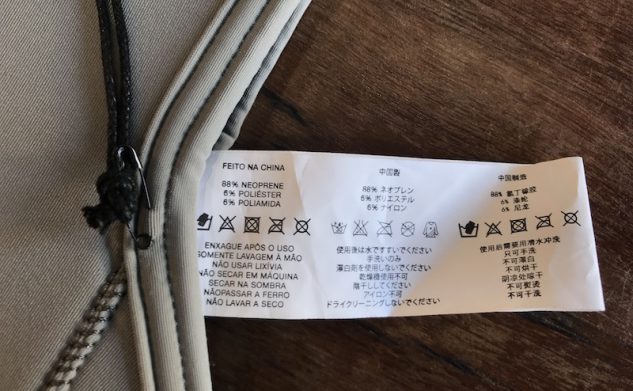 FEITO NA CHINA
88% NEOPRENE
6% POLIÉSTER
6% POLIAMIDA
ENXAGUE APÓS O USO
SOMENTE LAVAGEM À MÃO
NÃO USAR LIXÍVIA
NÃO SECAR EM MÁQUINA
SECAR NA SOMBRA
NÃOPASSAR A FERRO
NÃO LAVAR A SECO
中国製
88% ネオプレン
6% ポリエステル
6% ナイロン
使用後は水ですすいでください
手洗いのみ
漂白剤を使用しないでください
乾燥機使用不可
陰干ししてください
アイロン不可
ドライクリーニングしないでください
中国制造
88% 氯丁橡胶
6% 涤纶
6% 尼龙
使用后需要用清水冲洗
只可手洗
不可漂白
不可烘干
阴凉处晾干
不可熨烫
不可干洗